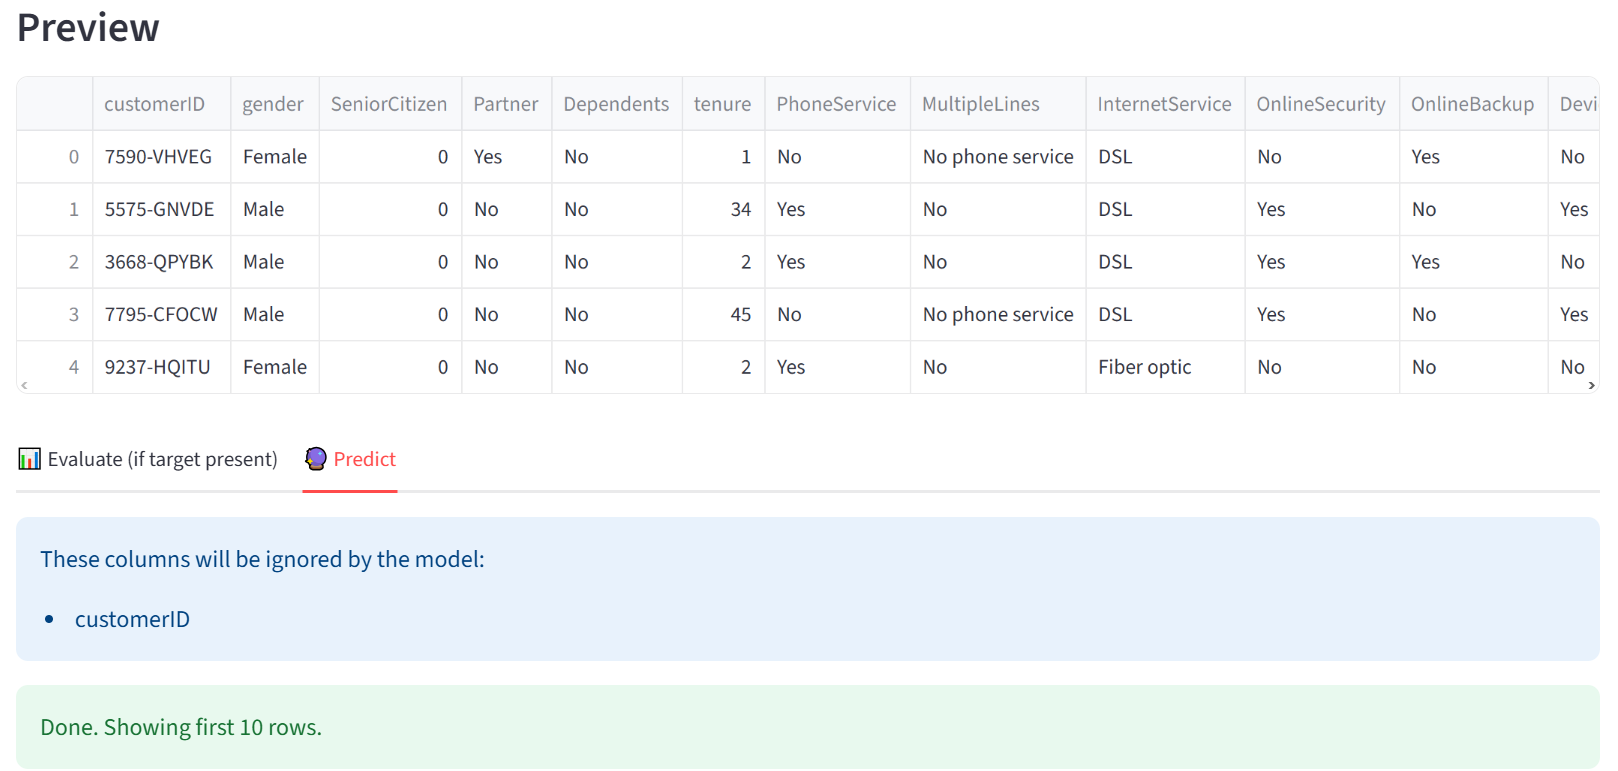 Preview
customerID gender SeniorCitizen Partner Dependents tenure PhoneService MultipleLines InternetService OnlineSecurity OnlineBackup Devi
0 7590-VHVEG Female 0 Yes No 1 No No phone service DSL No Yes No
1 5575-GNVDE Male 0 No No 34 Yes No DSL Yes No Yes
2 3668-QPYBK Male 0 No No 2 Yes No DSL Yes Yes No
3 7795-CFOCW Male 0 No No 45 No No phone service DSL Yes No Yes
4 9237-HQITU Female 0 No No 2 Yes No Fiber optic No No No
Evaluate (if target present) Predict
These columns will be ignored by the model:
• customerID
Done. Showing first 10 rows.